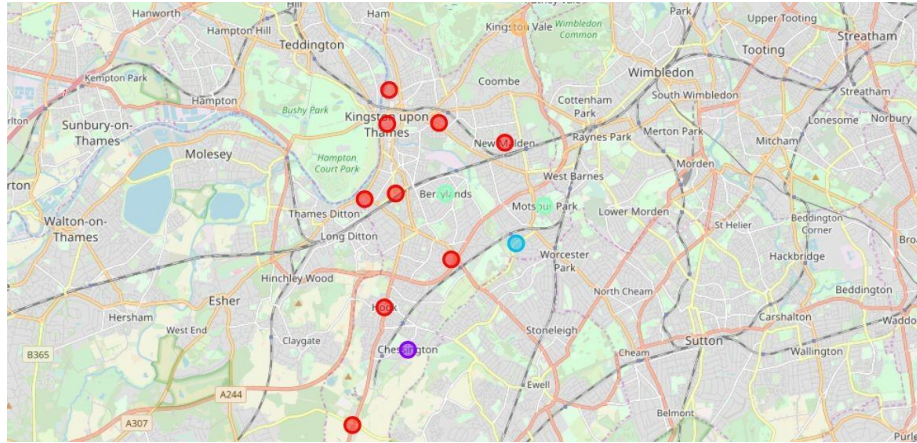 Hanworth
Hill
Ham
Kingston Vale
Wimbledon
Common
Park
Upper Tooting
Hampton Hill
Teddington
Tooting
Streatham
Kempton Park
Coombe
Wimbledon
Hampton
Bushy Park
Cottenham
Park
South Wimbledon
Streatham
Sunbury-on-
Thames
Kingston upon
Thames
Raynes Park
Merton Park
Lonesome
Norbury
Molesey
Hampton
Court Park
Mitcham
Morden
West Barnes
Walton-on-
Thames
Thames Ditton
Berrylands
Motspur Park
Lower Morden
St Helier
Beddington
Corner
Long Ditton
Worcester
Park
Hackbridge
Hinchley Wood
North Cheam
Beddington
Esher
Hersham
West End
Hook
Carshalton
Claygate
Stoneleigh
Sutton
B365
Chessington
Cheam
Wallington
Ewell
A244
A307
Belmont